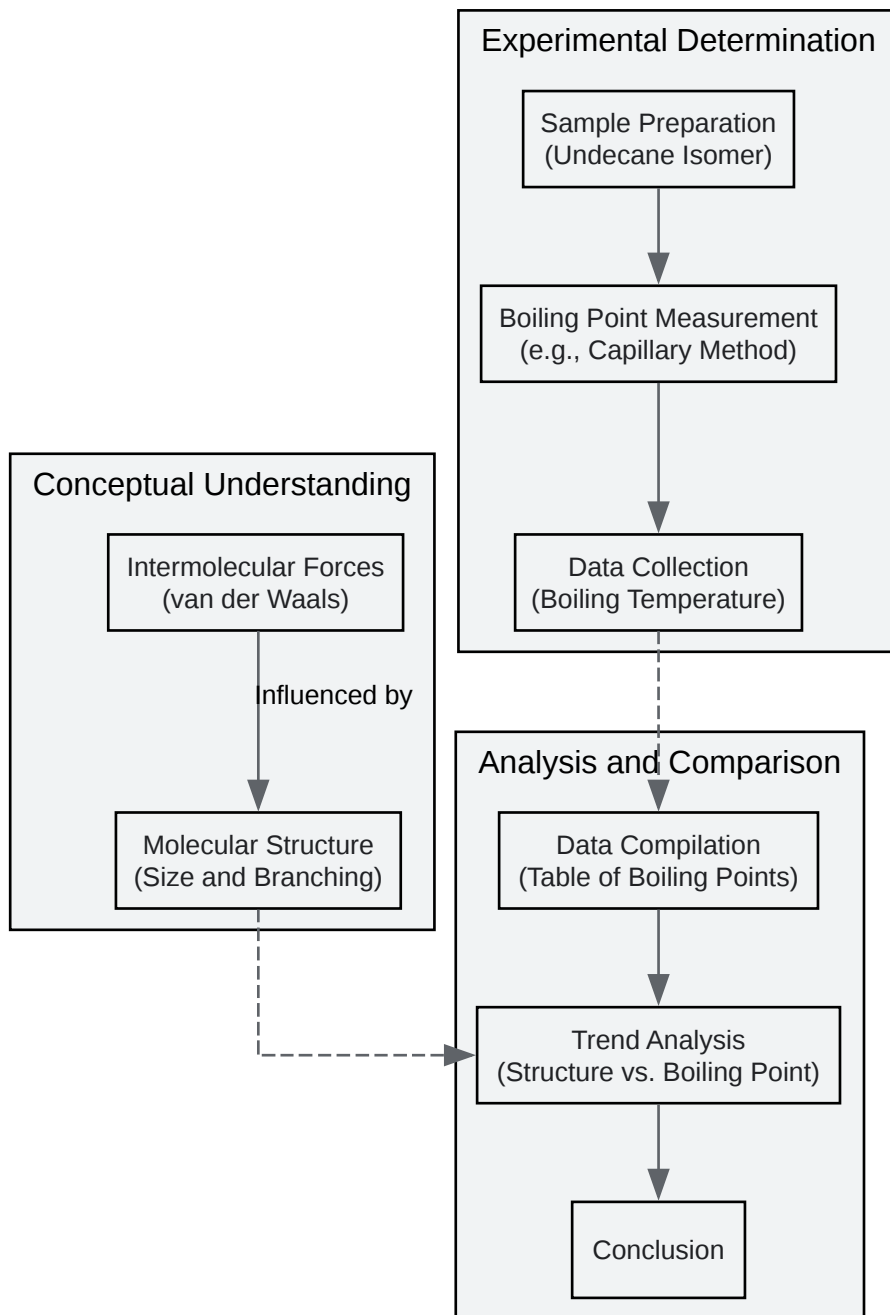 Experimental Determination
Sample Preparation
(Undecane Isomer)
Boiling Point Measurement
(e.g., Capillary Method)
Data Collection
(Boiling Temperature)
Conceptual Understanding
Intermolecular Forces
(van der Waals)
Influenced by
Molecular Structure
(Size and Branching)
Analysis and Comparison
Data Compilation
(Table of Boiling Points)
Trend Analysis
(Structure vs. Boiling Point)
Conclusion